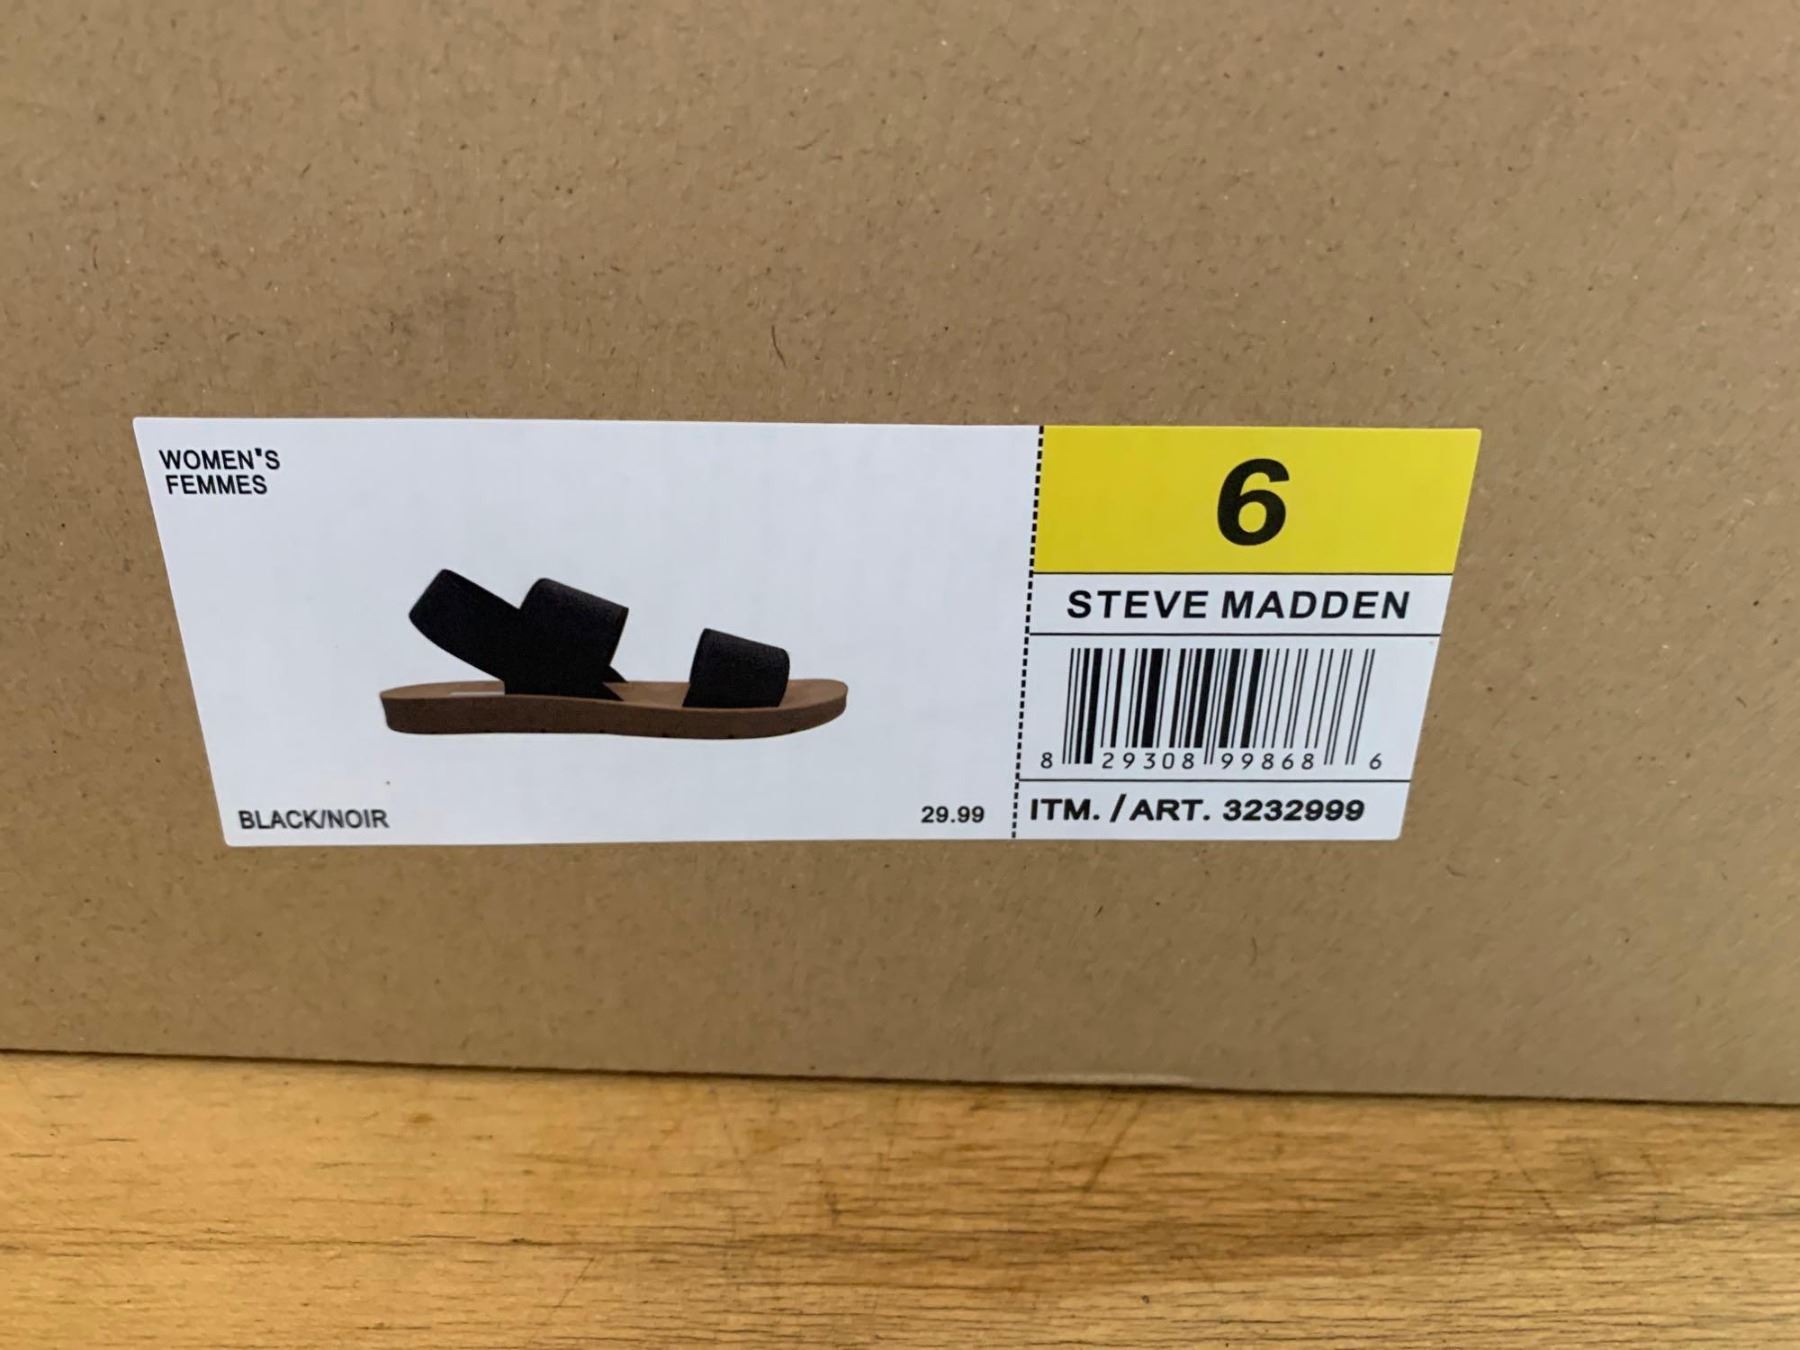 WOMEN'S
FEMMES
BLACK/NOIR
29.99
6
STEVE MADDEN
8 29308 99868 6
ITM. / ART. 3232999